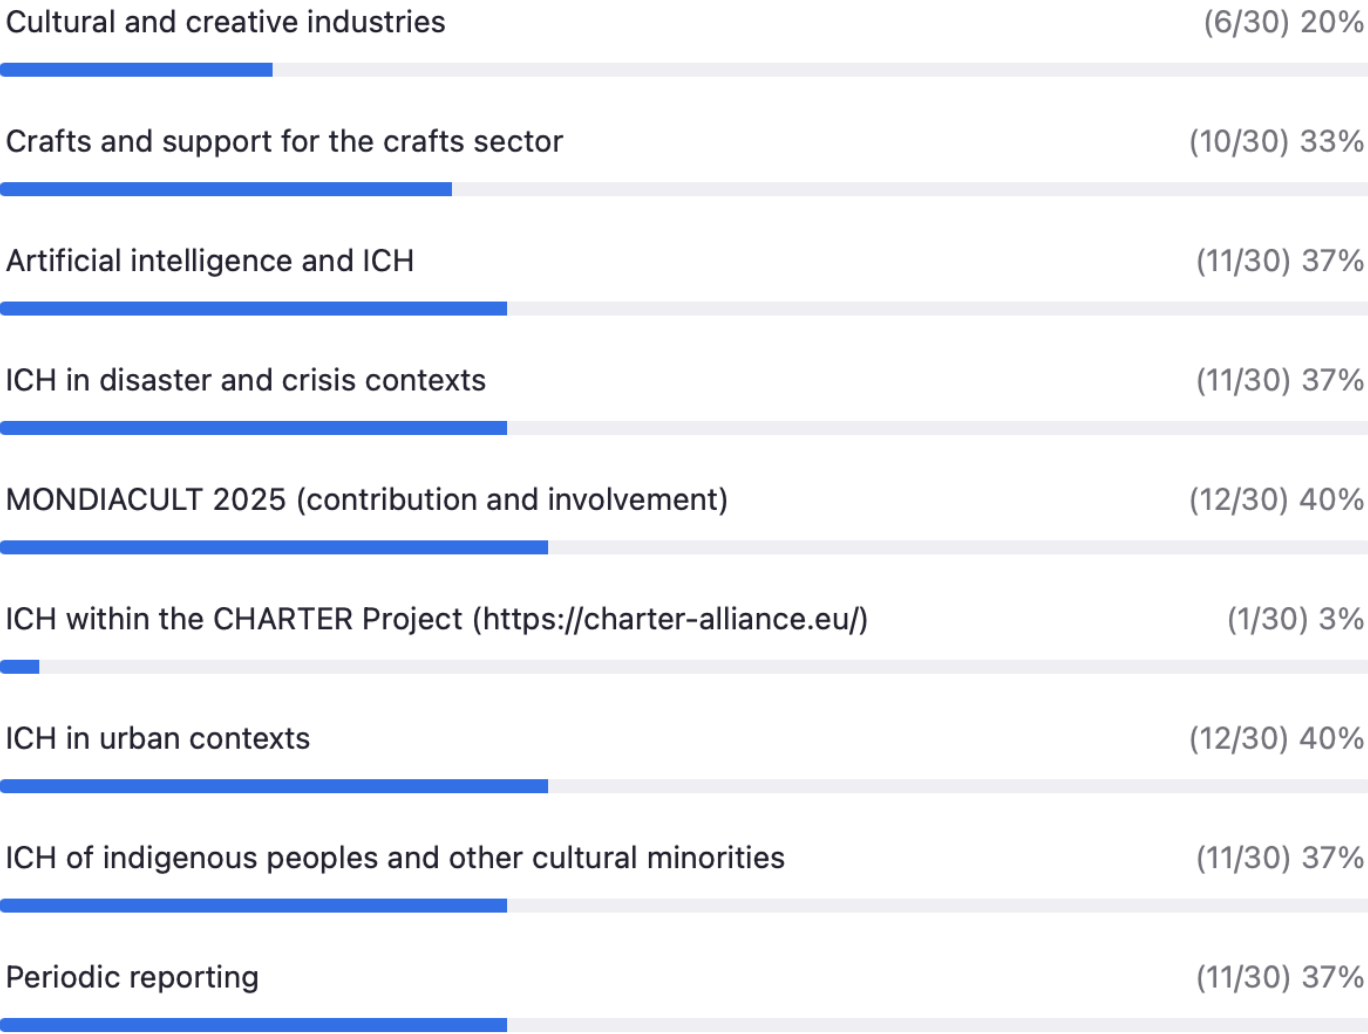 Cultural and creative industries (6/30) 20%
Crafts and support for the crafts sector (10/30) 33%
Artificial intelligence and ICH (11/30) 37%
ICH in disaster and crisis contexts (11/30) 37%
MONDIACULT 2025 (contribution and involvement) (12/30) 40%
ICH within the CHARTER Project (https://charter-alliance.eu/) (1/30) 3%
ICH in urban contexts (12/30) 40%
ICH of indigenous peoples and other cultural minorities (11/30) 37%
Periodic reporting (11/30) 37%